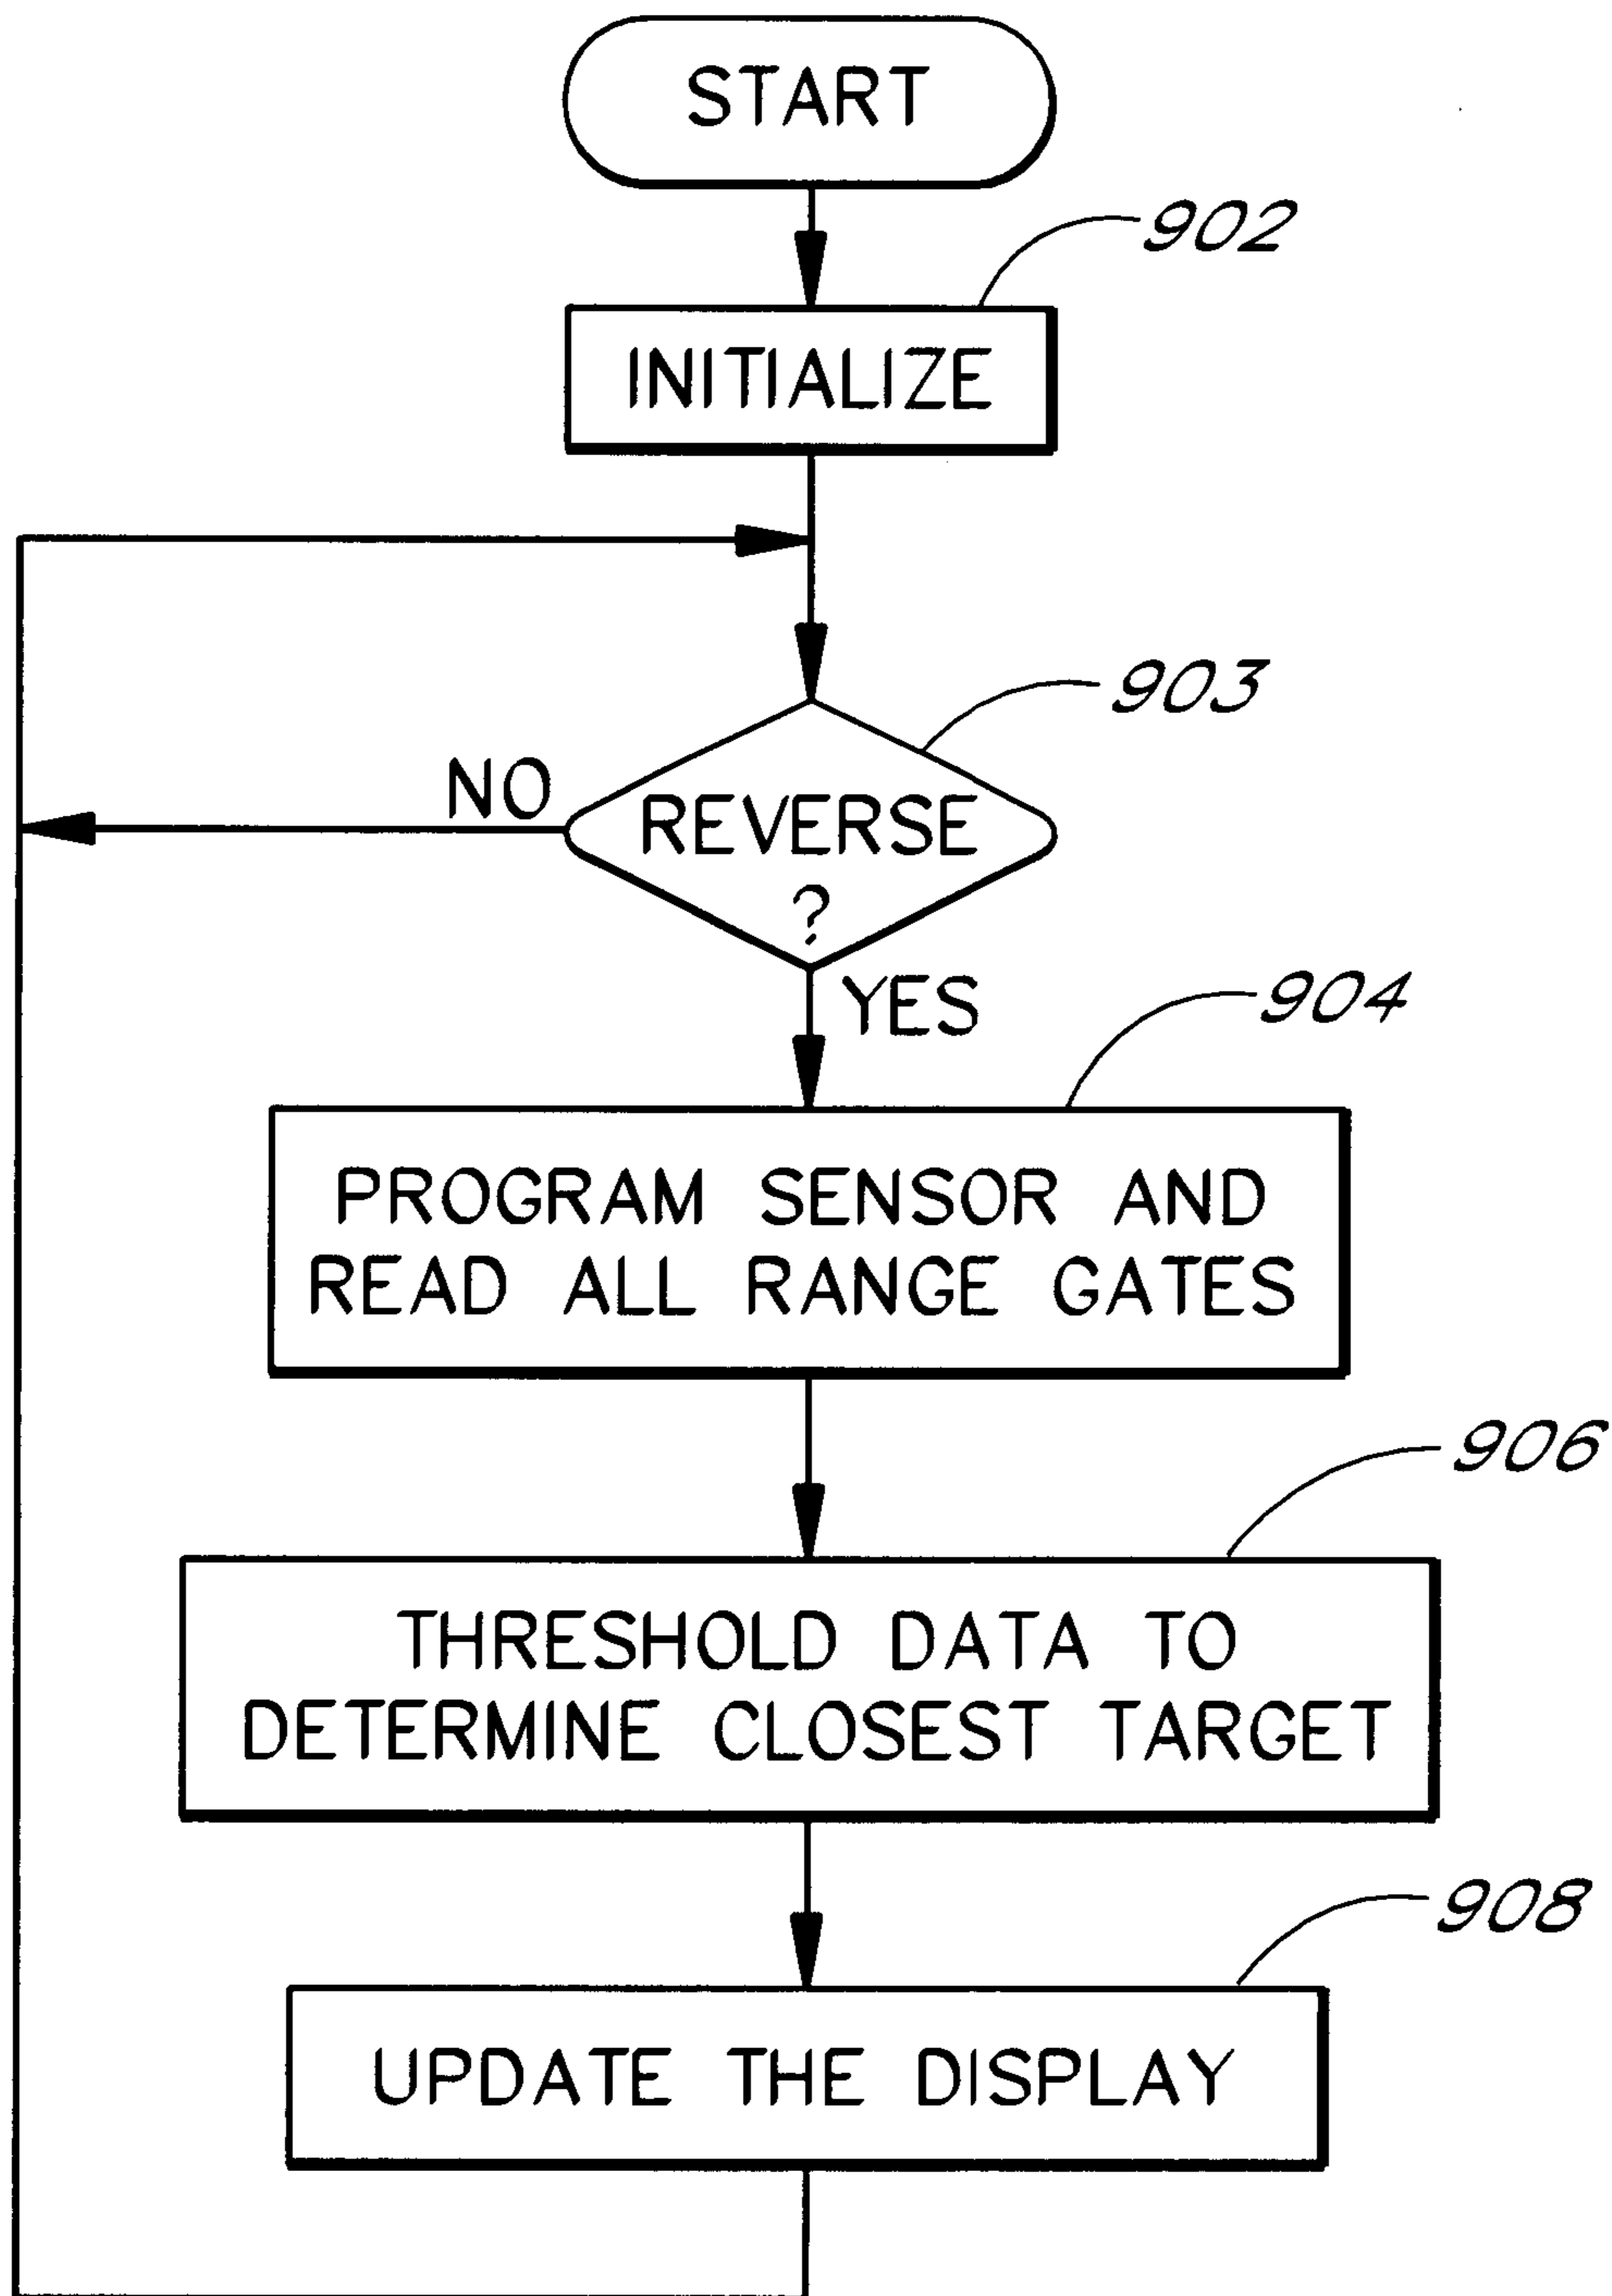 START
902
INITIALIZE
903
NO
REVERSE
?
YES
904
PROGRAM SENSOR AND
READ ALL RANGE GATES
906
THRESHOLD DATA TO
DETERMINE CLOSEST TARGET
908
UPDATE THE DISPLAY